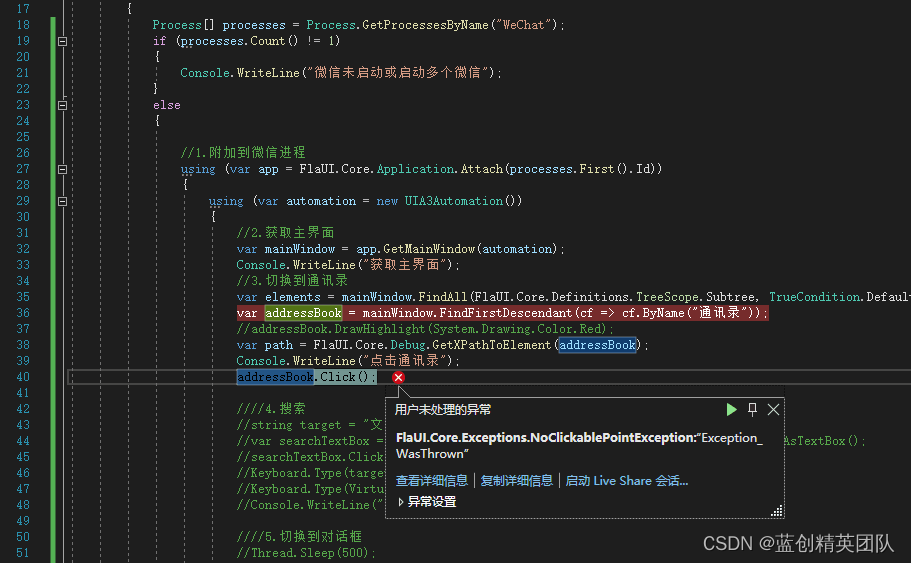 17 {
18 Process[] processes = Process.GetProcessesByName("WeChat");
19 if (processes.Count() != 1)
20 {
21 Console.WriteLine("微信未启动或启动多个微信");
22 }
23 else
24 {
25
26 //1.附加到微信进程
27 using (var app = FlaUI.Core.Application.Attach(processes.First().Id))
28 {
29 using (var automation = new UIA3Automation())
30 {
31 //2.获取主界面
32 var mainWindow = app.GetMainWindow(automation);
33 Console.WriteLine("获取主界面");
34 //3.切换到通讯录
35 var elements = mainWindow.FindAll(FlaUI.Core.Definitions.TreeScope.Subtree, TrueCondition.Default
36 var addressBook = mainWindow.FindFirstDescendant(cf => cf.ByName("通讯录"));
37 //addressBook.DrawHighlight(System.Drawing.Color.Red);
38 var path = FlaUI.Core.Debug.GetXPathToElement(addressBook);
39 Console.WriteLine("点击通讯录");
40 addressBook.Click();
41
42 ////4.搜索
43 //string target = "文
44 //var searchTextBox = AsTextBox();
45 //searchTextBox.Click
46 //Keyboard.Type(target
47 //Keyboard.Type(Virtu
48 //Console.WriteLine("
49
50 ////5.切换到对话框
51 //Thread.Sleep(500);
用户未处理的异常
FlaUI.Core.Exceptions.NoClickablePointException:"Exception_
WasThrown"
查看详细信息 | 复制详细信息 | 启动 Live Share 会话...
异常设置
CSDN @蓝创精英团队